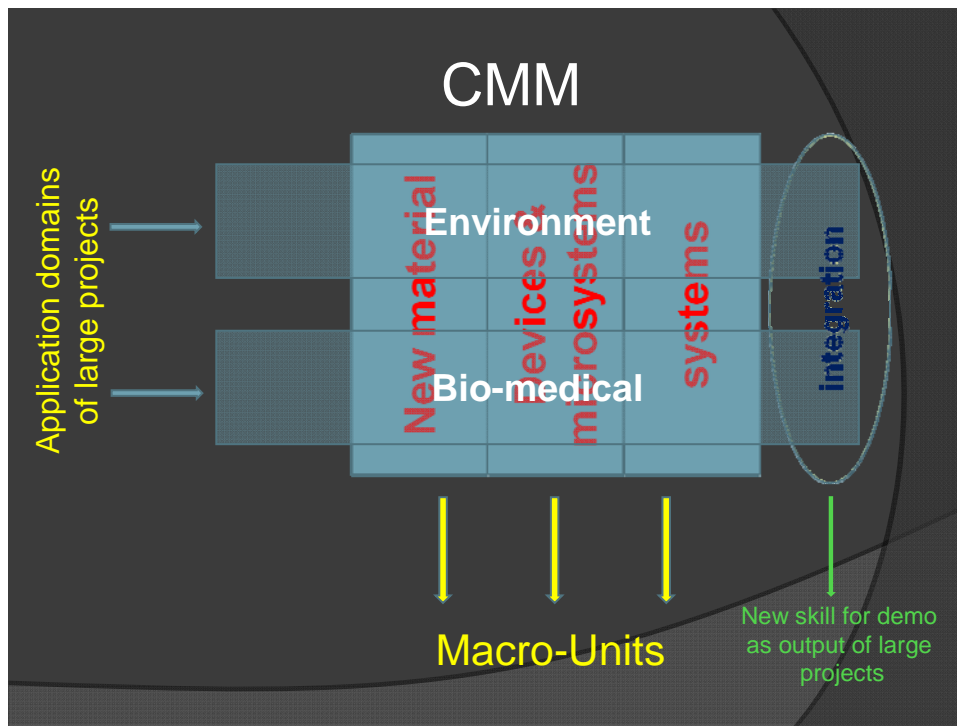 CMM
Application domains
of large projects
Environment
Bio-medical
New material
Devices &
microsystems
systems
integration
Macro-Units
New skill for demo
as output of large
projects